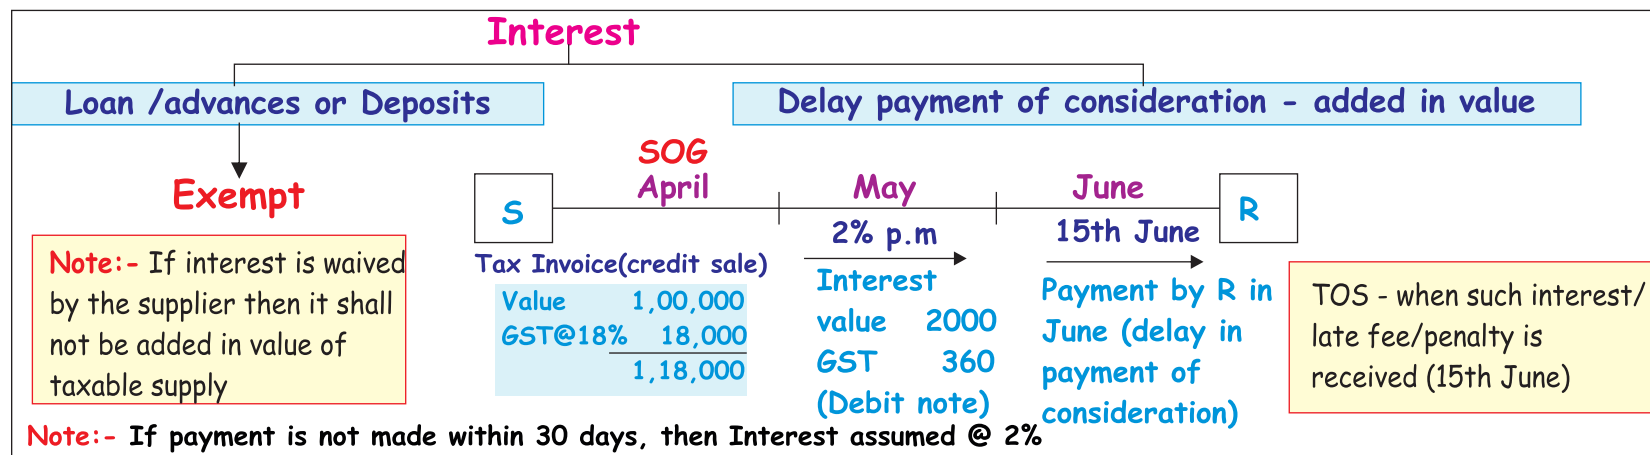 Interest
Loan /advances or Deposits
Delay payment of consideration - added in value
Exempt
Note:- If interest is waived
by the supplier then it shall
not be added in value of
taxable supply
S
SOG
April
May
June
R
Tax Invoice(credit sale)
Value 1,00,000
GST@18% 18,000
1,18,000
2% p.m
Interest
value 2000
GST 360
(Debit note)
15th June
Payment by R in
June (delay in
payment of
consideration)
TOS - when such interest/
late fee/penalty is
received (15th June)
Note:- If payment is not made within 30 days, then Interest assumed @ 2%